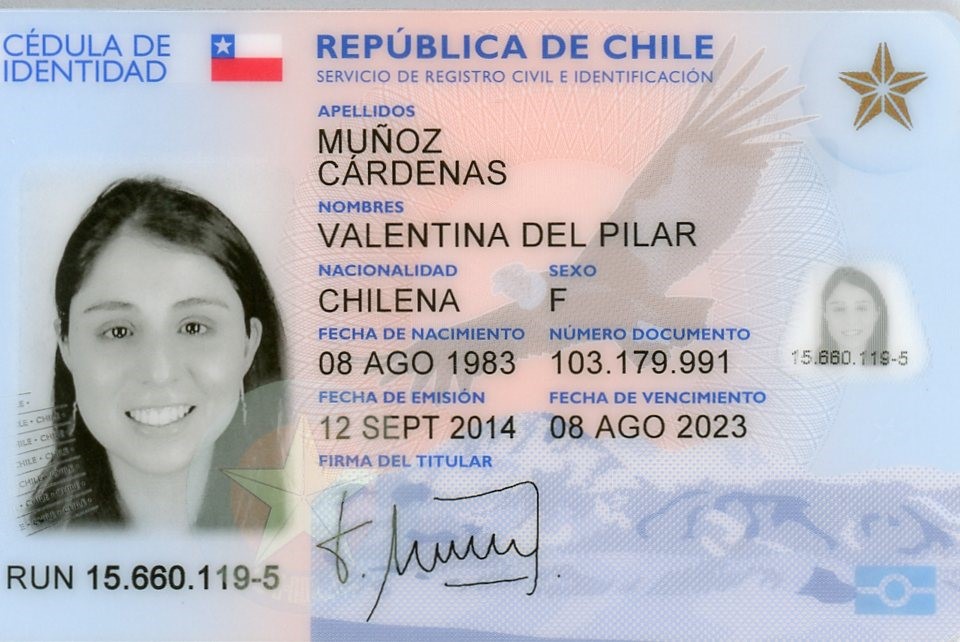 CÉDULA DE
IDENTIDAD
REPÚBLICA DE CHILE
SERVICIO DE REGISTRO CIVIL E IDENTIFICACIÓN
APELLIDOS
MUÑOZ
CÁRDENAS
NOMBRES
VALENTINA DEL PILAR
NACIONALIDAD SEXO
CHILENA F
FECHA DE NACIMIENTO NÚMERO DOCUMENTO
08 AGO 1983 103.179.991
15.660.119-5
FECHA DE EMISIÓN FECHA DE VENCIMIENTO
12 SEPT 2014 08 AGO 2023
FIRMA DEL TITULAR
RUN 15.660.119-5